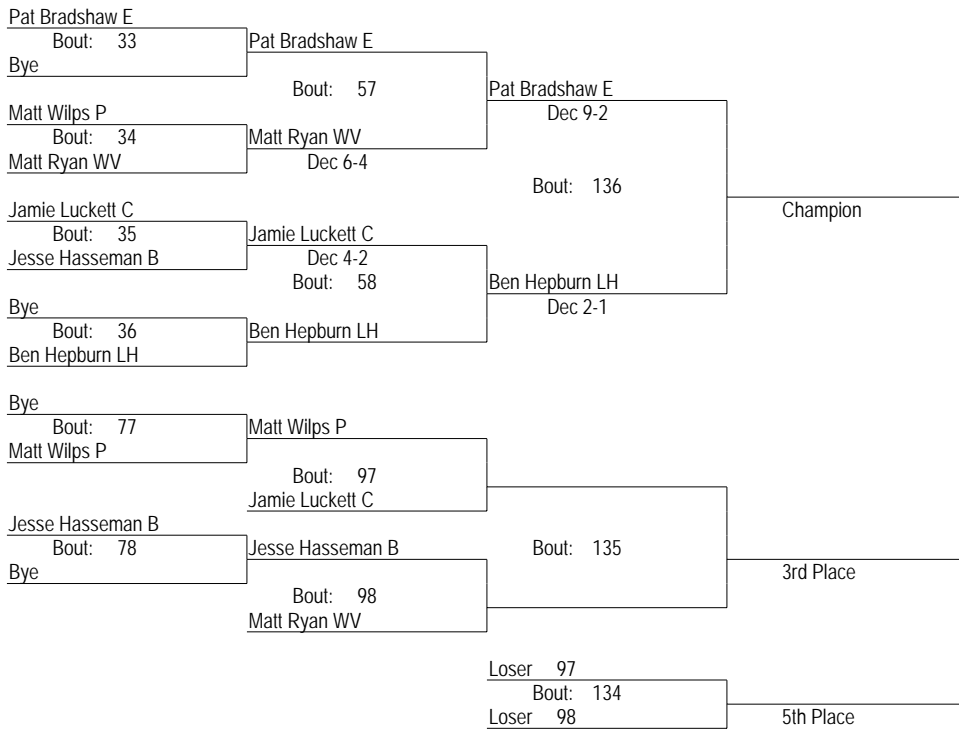 Pat Bradshaw E
Bout: 33
Pat Bradshaw E
Bye
Bout: 57
Pat Bradshaw E
Matt Wilps P
Dec 9-2
Bout: 34
Matt Ryan WV
Matt Ryan WV
Dec 6-4
Bout: 136
Jamie Luckett C
Champion
Bout: 35
Jamie Luckett C
Jesse Hasseman B
Dec 4-2
Bout: 58
Ben Hepburn LH
Bye
Dec 2-1
Bout: 36
Ben Hepburn LH
Ben Hepburn LH
Bye
Bout: 77
Matt Wilps P
Matt Wilps P
Bout: 97
Jamie Luckett C
Jesse Hasseman B
Bout: 78
Jesse Hasseman B
Bout: 135
Bye
3rd Place
Bout: 98
Matt Ryan WV
Loser 97
Bout: 134
Loser 98
5th Place